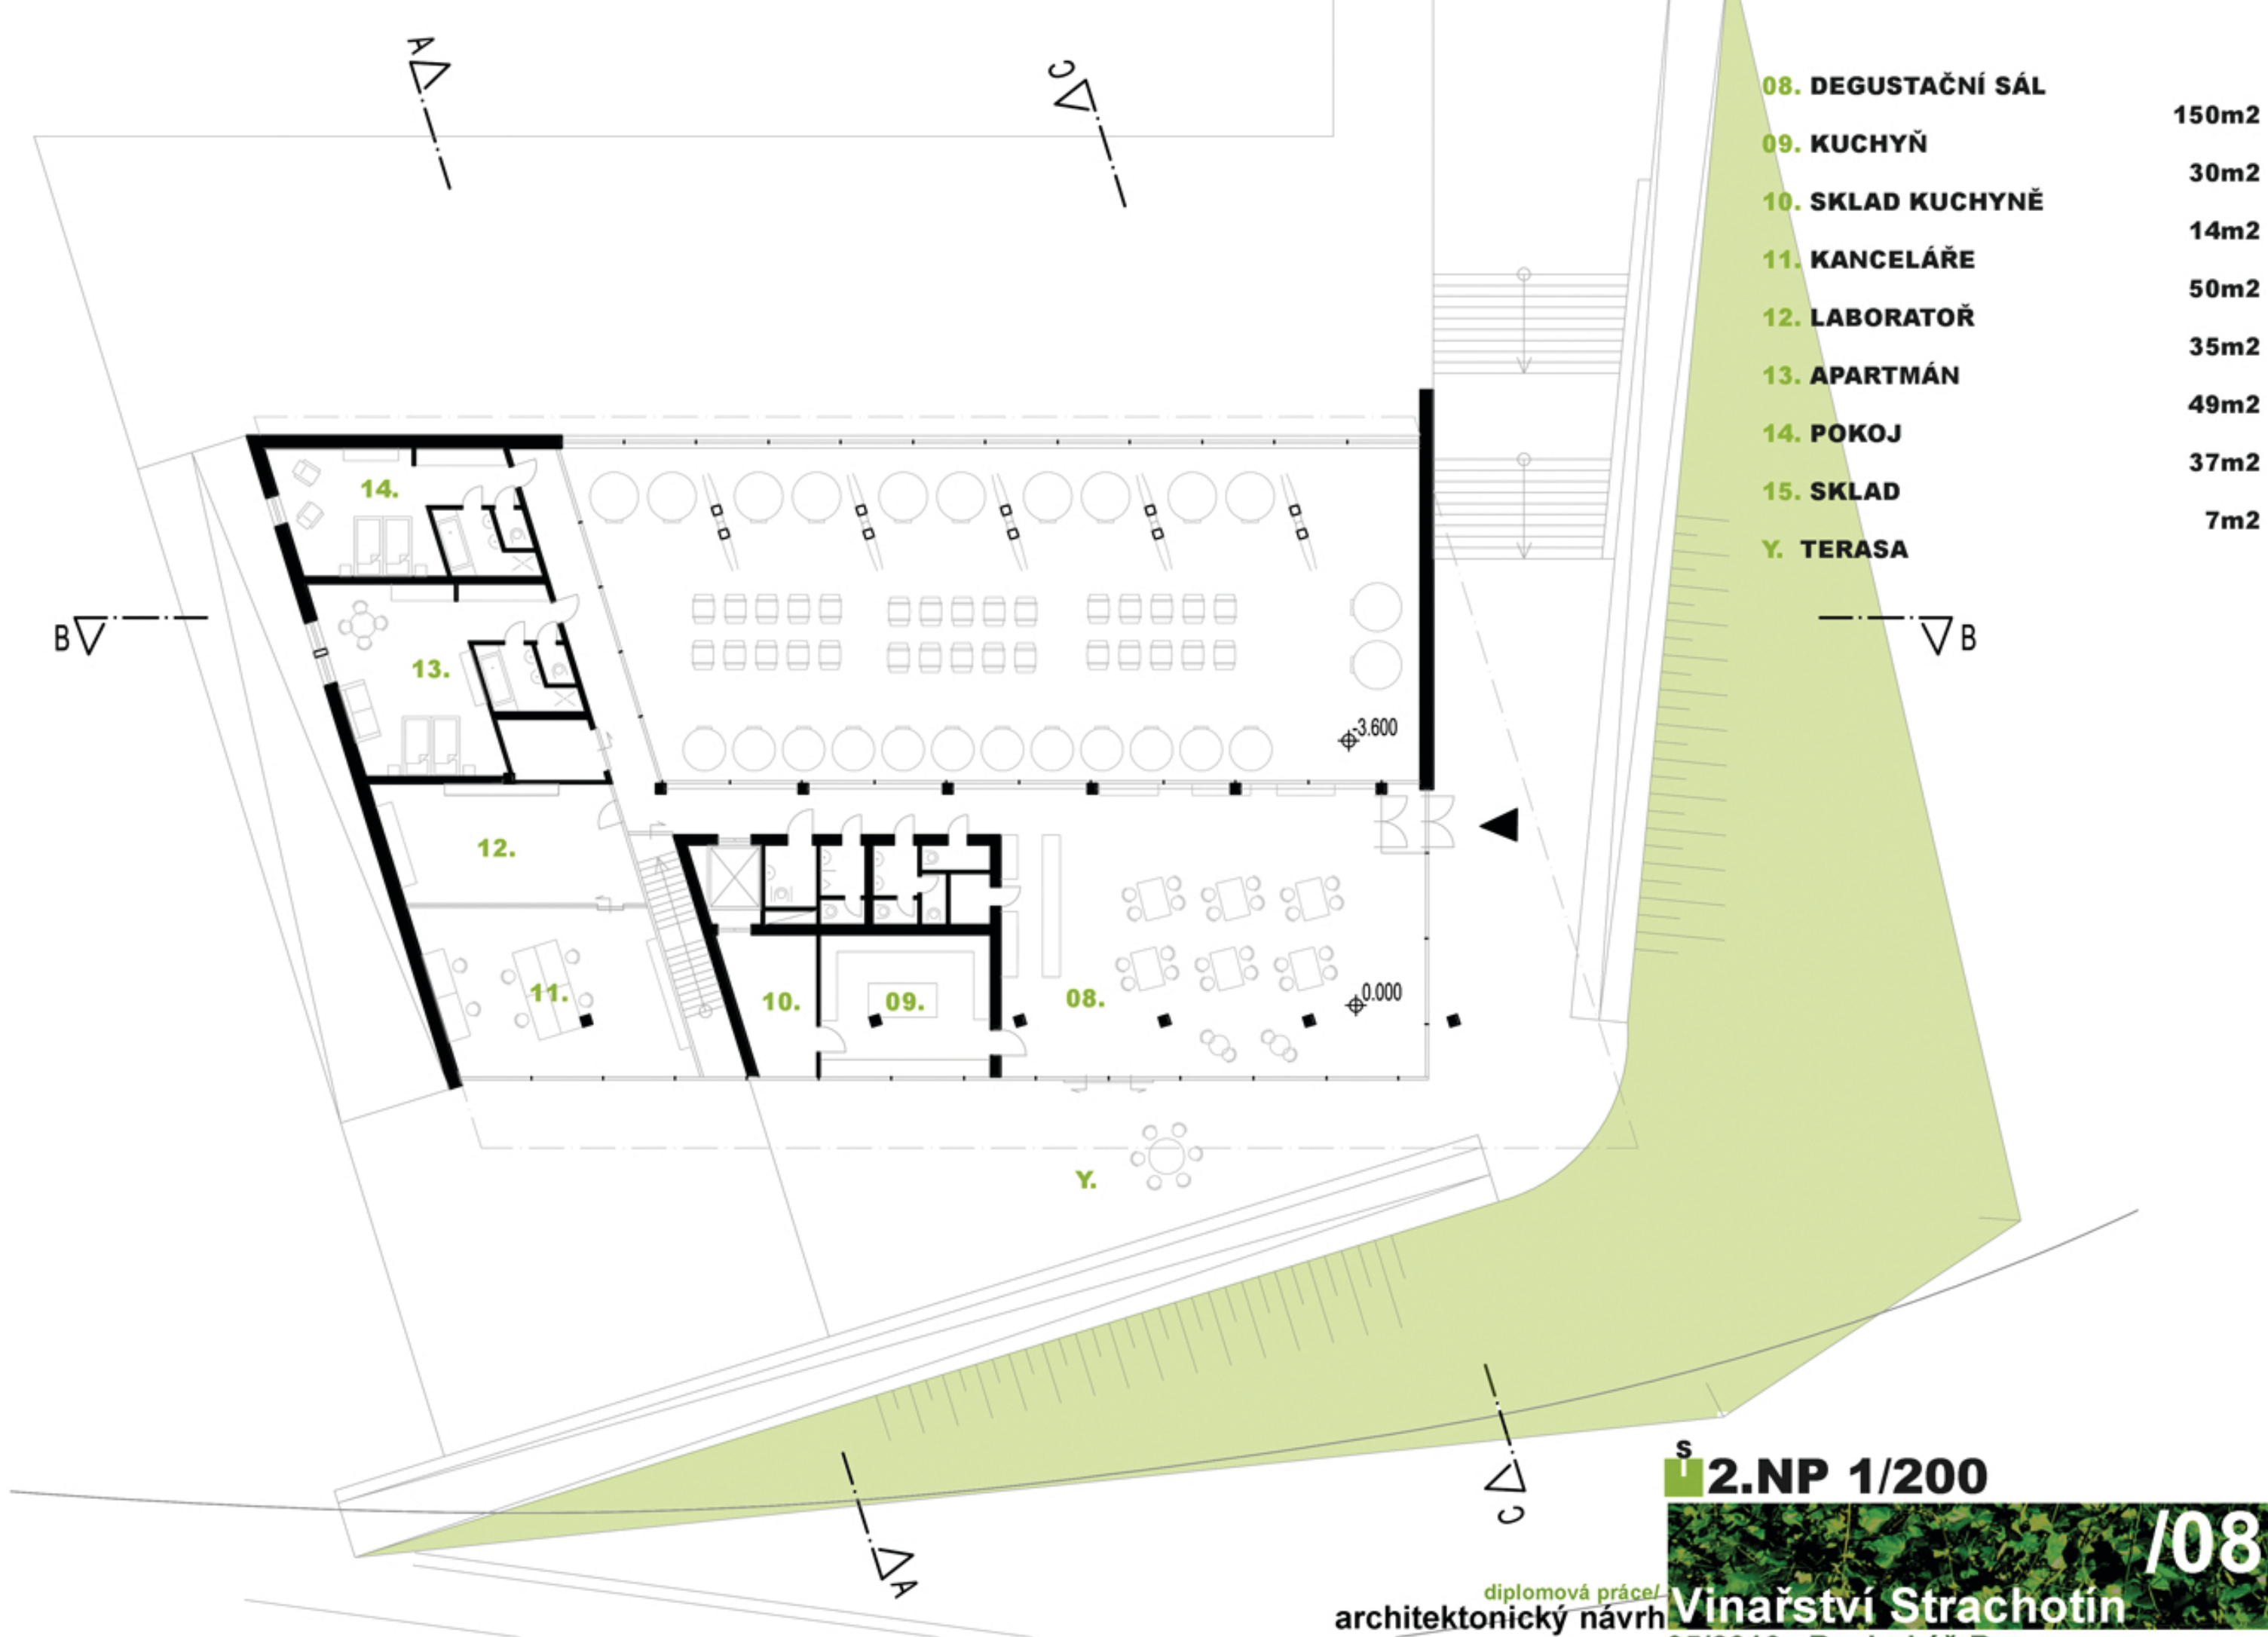 A
C
08. DEGUSTAČNÍ SÁL
150m2
09. KUCHYŇ
30m2
10. SKLAD KUCHYNĚ
14m2
11. KANCELÁŘE
50m2
12. LABORATOŘ
35m2
13. APARTMÁN
49m2
14. POKOJ
37m2
15. SKLAD
7m2
Y. TERASA
14.
B
B
13.
-3.600
12.
11.
10.
09.
08.
0.000
Y.
S
2.NP 1/200
C
A
/08
diplomová práce/
architektonický návrh
Vinařství Strachotín